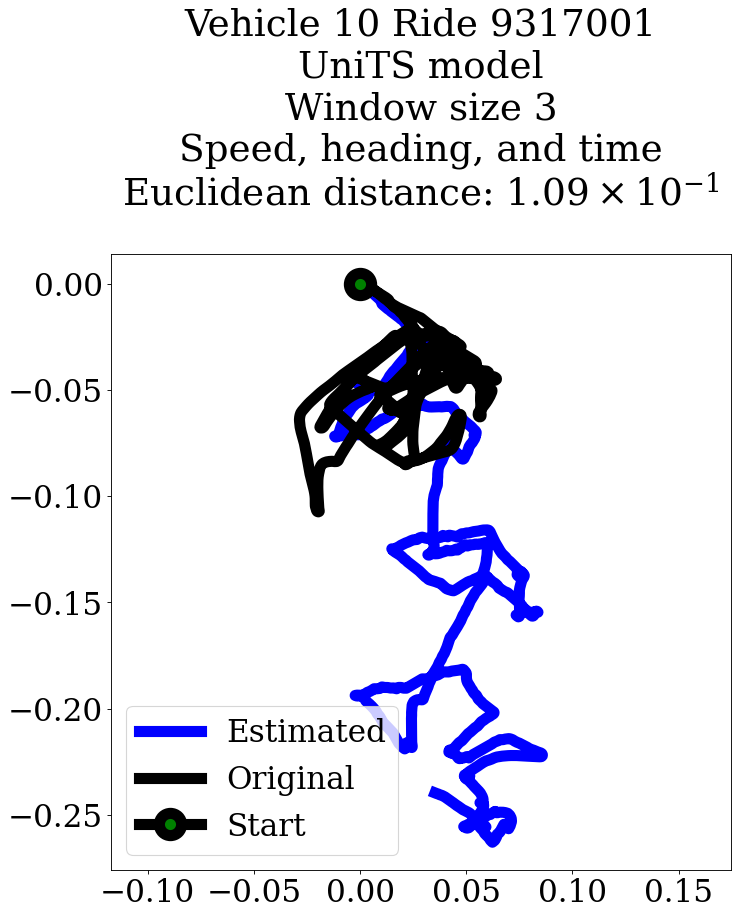 Vehicle 10 Ride 9317001
UniTS model
Window size 3
Speed, heading, and time
Euclidean distance: 1.09 × 10⁻¹
0.00
−0.05
−0.10
−0.15
−0.20
−0.25
Estimated
Original
Start
−0.10 −0.05 0.00 0.05 0.10 0.15